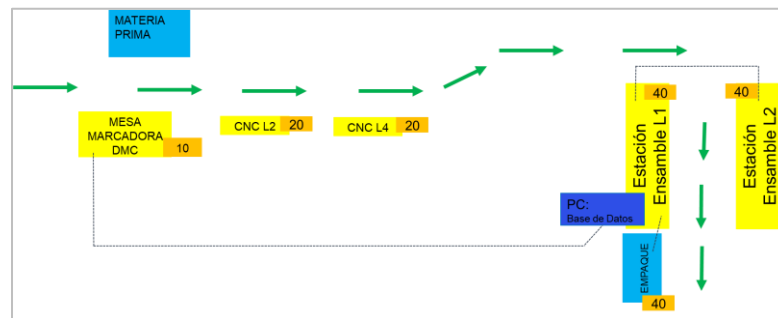 MATERIA
PRIMA
MESA
MARCADORA
DMC
10
CNC L2
20
CNC L4
20
40
Estación
Ensamble L1
40
Estación
Ensamble L2
PC:
Base de Datos
EMPAQUE
40